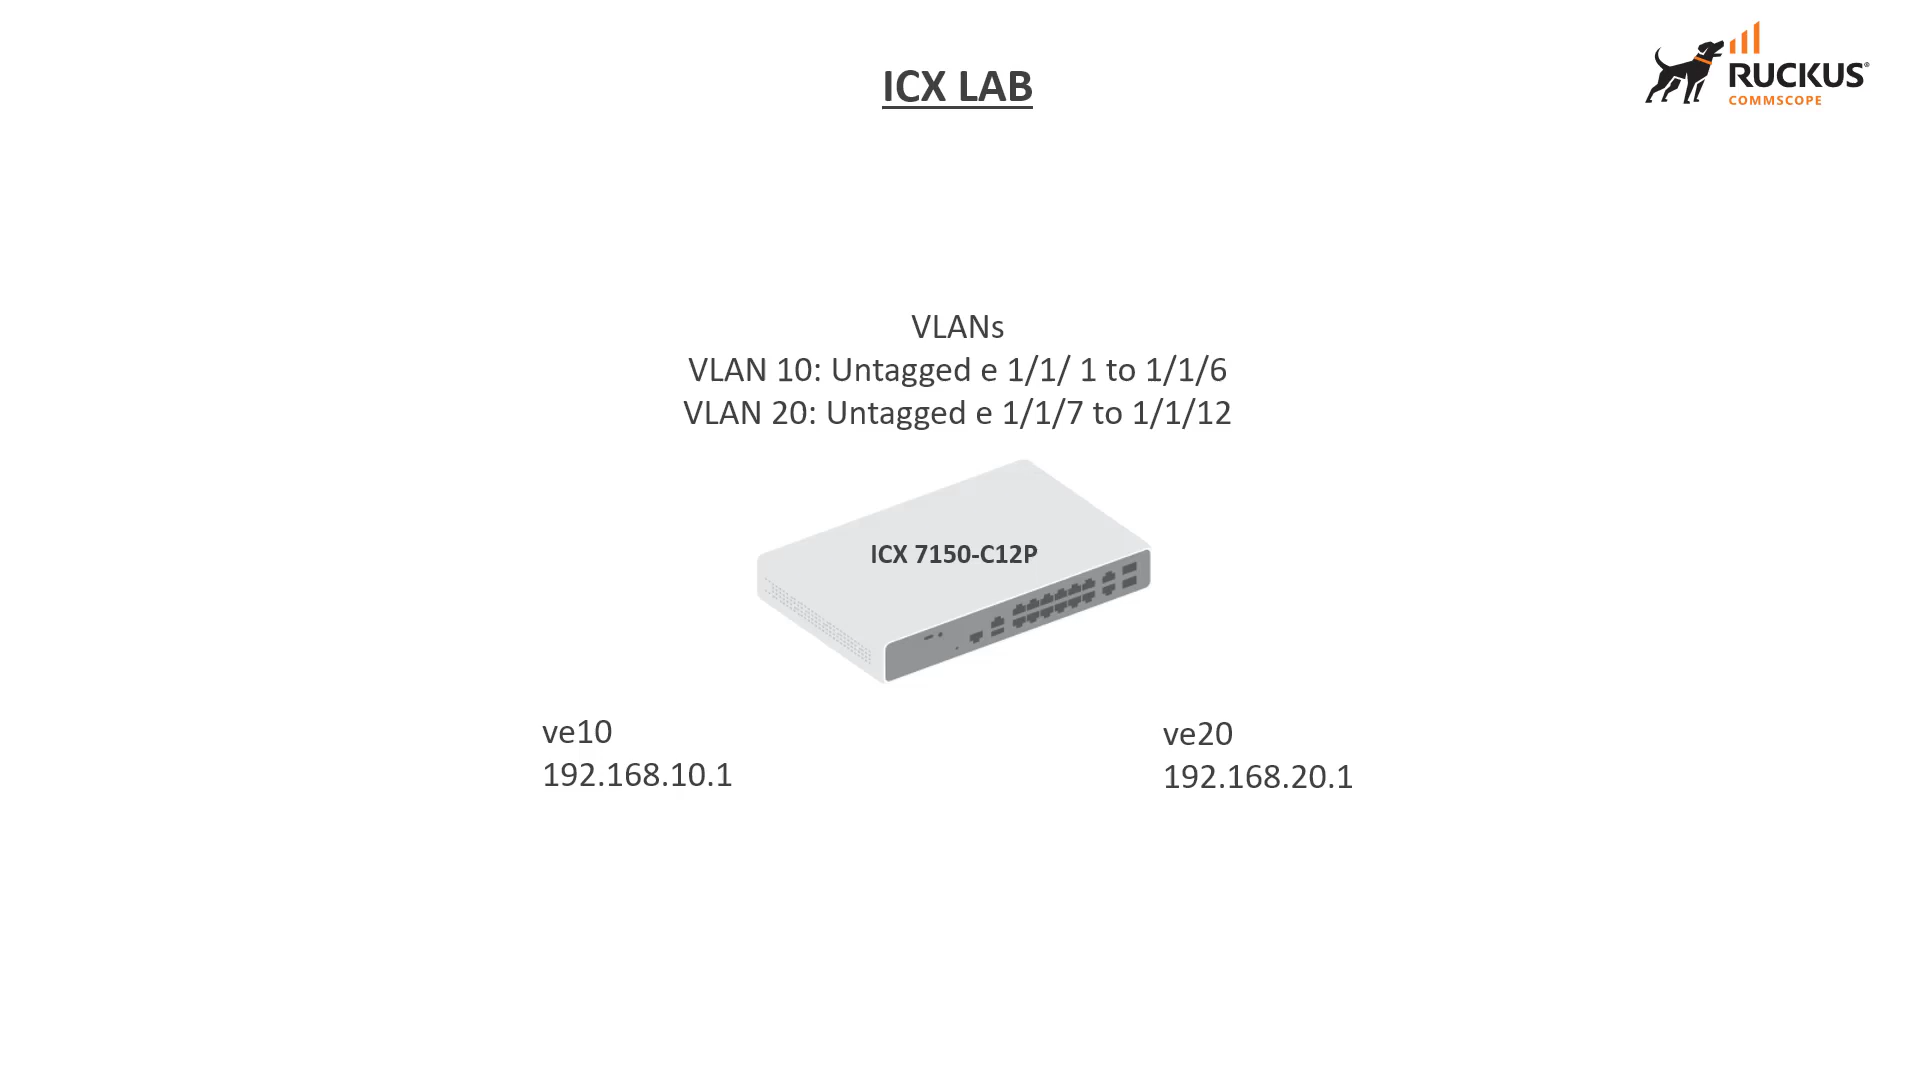 ICX LAB
RUCKUS®
COMMSCOPE
VLANs
VLAN 10: Untagged e 1/1/ 1 to 1/1/6
VLAN 20: Untagged e 1/1/7 to 1/1/12
ICX 7150-C12P
ve10
192.168.10.1
ve20
192.168.20.1